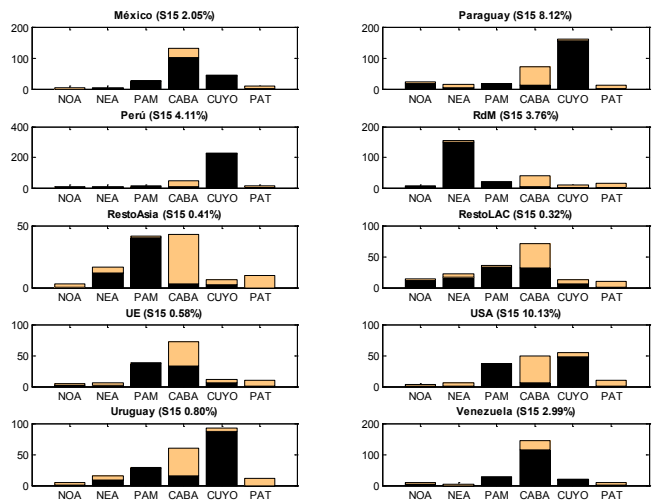 México (S15 2.05%)
200
100
0
NOA NEA PAM CABA CUYO PAT
Paraguay (S15 8.12%)
200
100
0
NOA NEA PAM CABA CUYO PAT
Perú (S15 4.11%)
400
200
0
NOA NEA PAM CABA CUYO PAT
RdM (S15 3.76%)
200
100
0
NOA NEA PAM CABA CUYO PAT
RestoAsia (S15 0.41%)
50
0
NOA NEA PAM CABA CUYO PAT
RestoLAC (S15 0.32%)
100
50
0
NOA NEA PAM CABA CUYO PAT
UE (S15 0.58%)
100
50
0
NOA NEA PAM CABA CUYO PAT
USA (S15 10.13%)
100
50
0
NOA NEA PAM CABA CUYO PAT
Uruguay (S15 0.80%)
100
50
0
NOA NEA PAM CABA CUYO PAT
Venezuela (S15 2.99%)
200
100
0
NOA NEA PAM CABA CUYO PAT